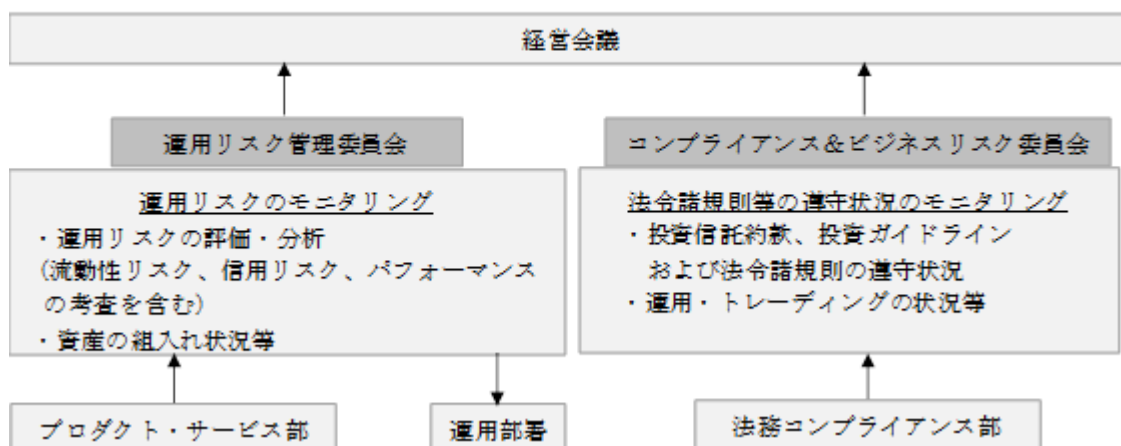 経営会議
運用リスク管理委員会
運用リスクのモニタリング
・運用リスクの評価・分析
(流動性リスク、信用リスク、パフォーマンス
の考査を含む)
・資産の組入れ状況等
プロダクト・サービス部
運用部署
コンプライアンス＆ビジネスリスク委員会
法令諸規則等の遵守状況のモニタリング
・投資信託約款、投資ガイドライン
および法令諸規則の遵守状況
・運用・トレーディングの状況等
法務コンプライアンス部